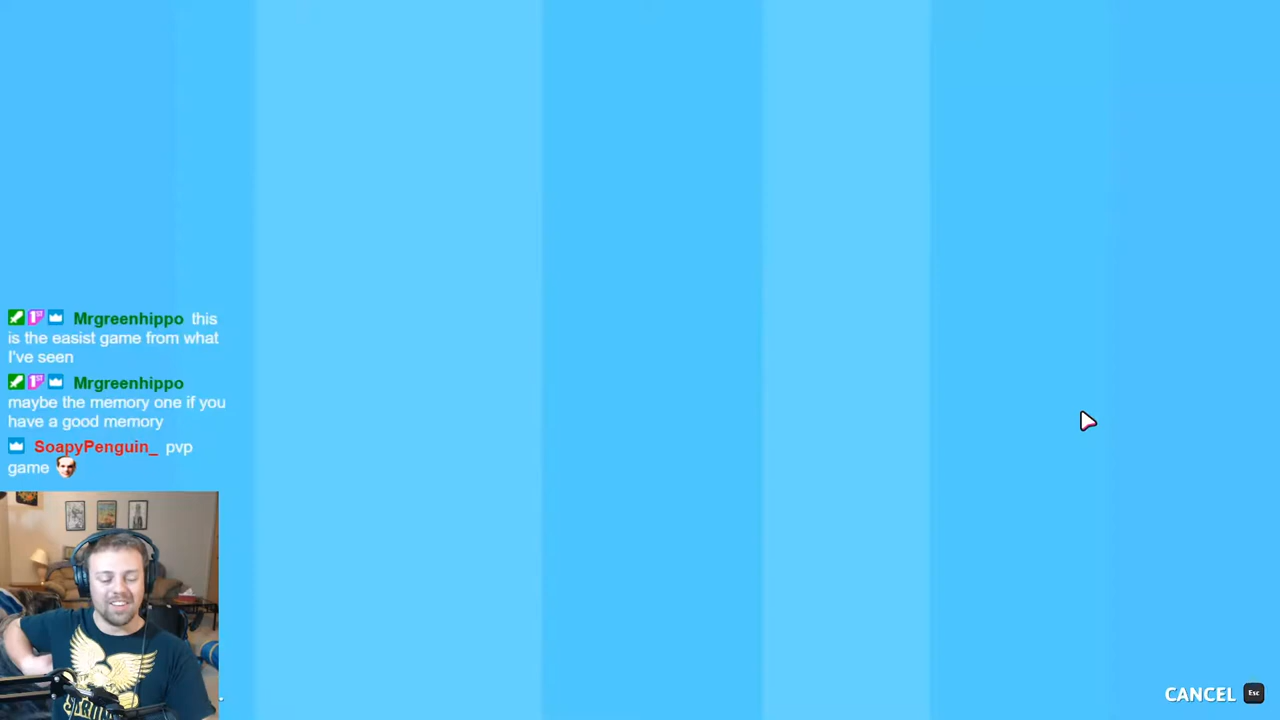 Mrgreenhippo this
is the easist game from what
I've seen
Mrgreenhippo
maybe the memory one if you
have a good memory
SoapyPenguin_ pvp
game
CANCEL Esc